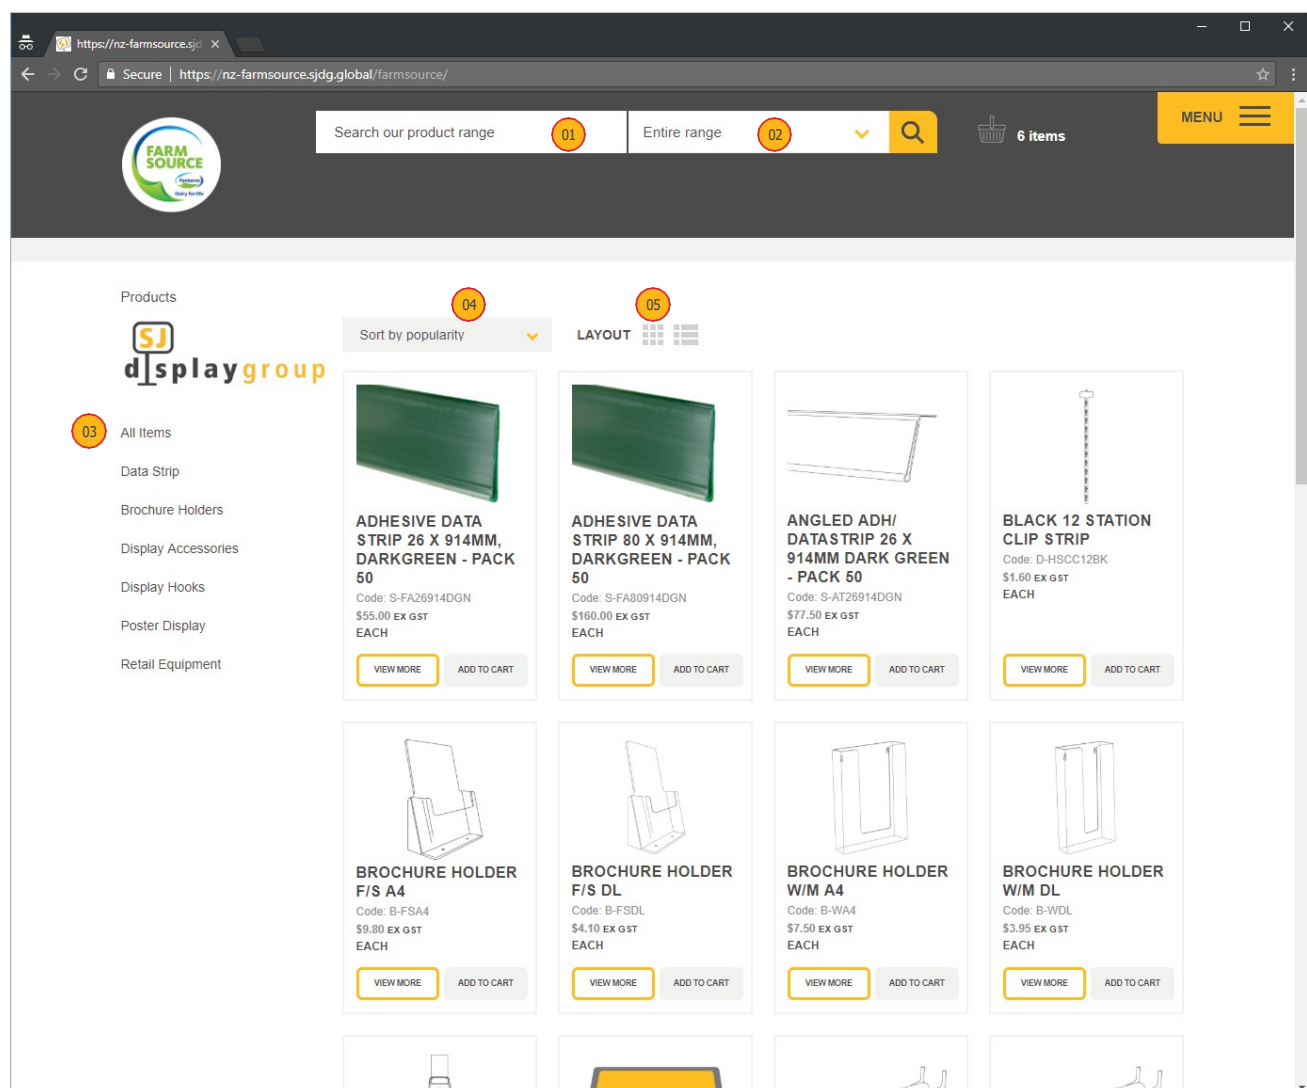 https://nz-farmsource.sjd
Secure | https://nz-farmsource.sjdg.global/farmsource/
MENU
Search our product range
01
Entire range
02
6 items
FARM
SOURCE
Fonterra
Dairy for life
Products
04
05
SJ
displaygroup
Sort by popularity
LAYOUT
03
All Items
Data Strip
Brochure Holders
Display Accessories
Display Hooks
Poster Display
Retail Equipment
ADHESIVE DATA
STRIP 26 X 914MM,
DARKGREEN - PACK
50
Code: S-FA26914DGN
$55.00 EX GST
EACH
VIEW MORE
ADD TO CART
ADHESIVE DATA
STRIP 80 X 914MM,
DARKGREEN - PACK
50
Code: S-FA80914DGN
$160.00 EX GST
EACH
VIEW MORE
ADD TO CART
ANGLED ADH/
DATASTRIP 26 X
914MM DARK GREEN
- PACK 50
Code: S-AT26914DGN
$77.50 EX GST
EACH
VIEW MORE
ADD TO CART
BLACK 12 STATION
CLIP STRIP
Code: D-HSCC12BK
$1.60 EX GST
EACH
VIEW MORE
ADD TO CART
BROCHURE HOLDER
F/S A4
Code: B-FSA4
$9.80 EX GST
EACH
VIEW MORE
ADD TO CART
BROCHURE HOLDER
F/S DL
Code: B-FSDL
$4.10 EX GST
EACH
VIEW MORE
ADD TO CART
BROCHURE HOLDER
W/M A4
Code: B-WA4
$7.50 EX GST
EACH
VIEW MORE
ADD TO CART
BROCHURE HOLDER
W/M DL
Code: B-WDL
$3.95 EX GST
EACH
VIEW MORE
ADD TO CART